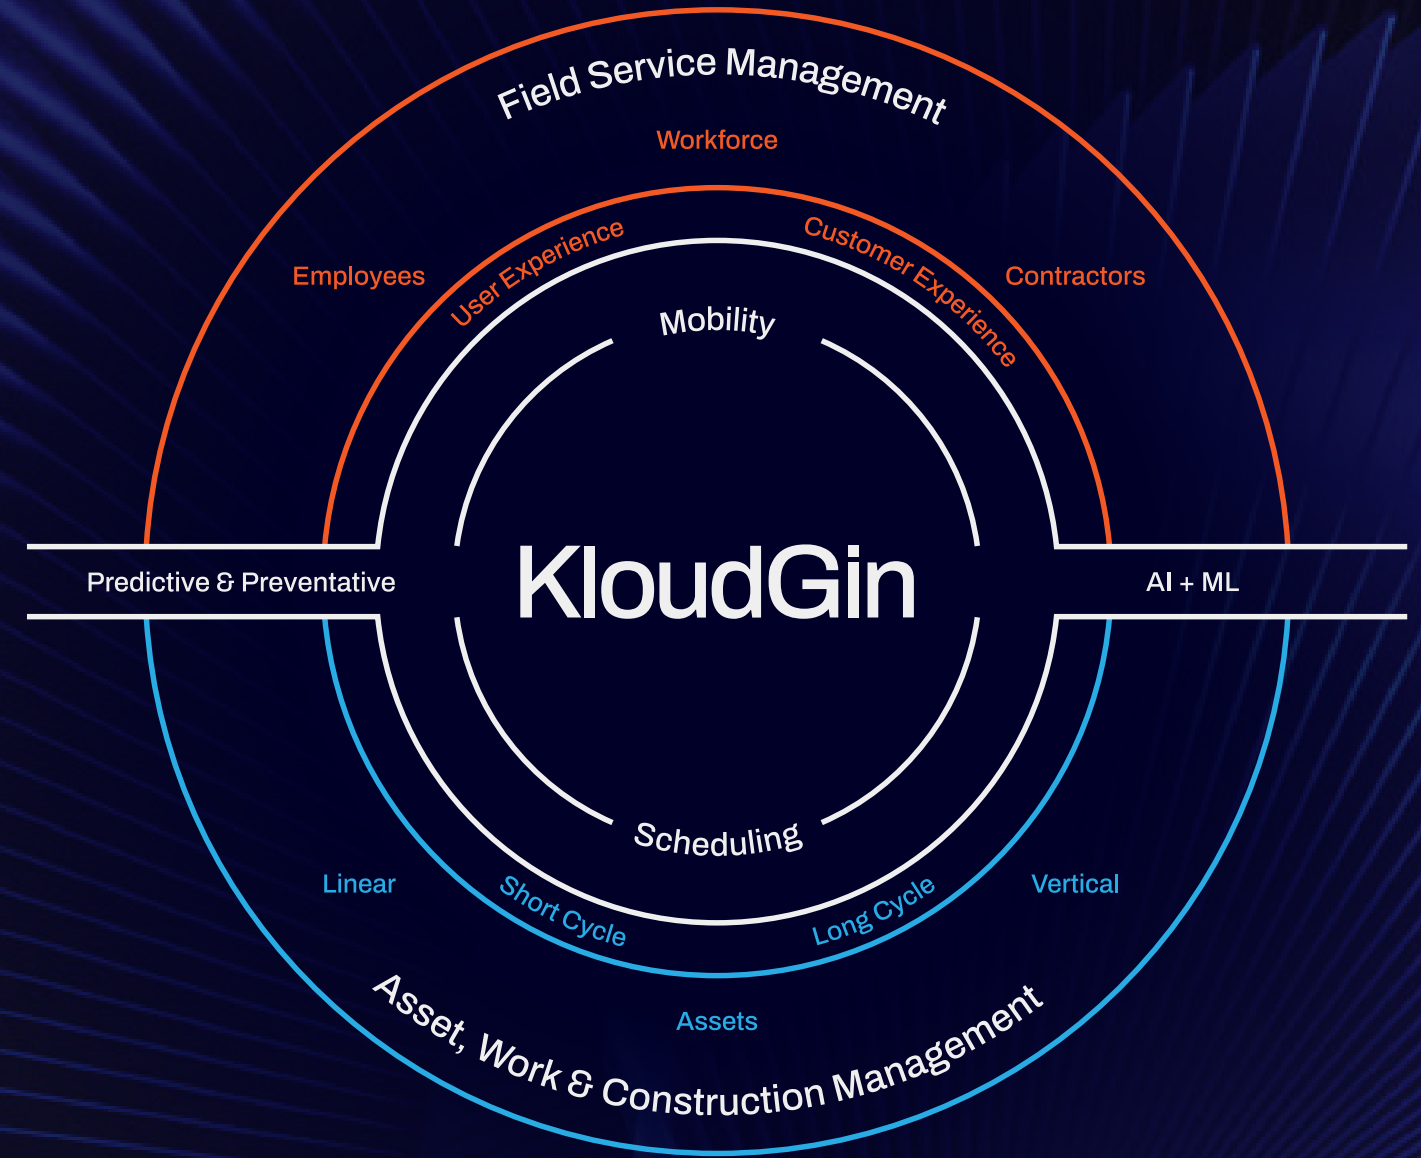 Field Service Management
Workforce
User Experience
Customer Experience
Employees
Contractors
Mobility
KloudGin
Predictive & Preventative
AI + ML
Scheduling
Linear
Short Cycle
Long Cycle
Vertical
Assets
Asset, Work & Construction Management